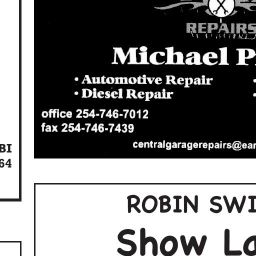 REPAIRS
Michael P
• Automotive Repair
• Diesel Repair
office 254-746-7012
fax 254-746-7439
centralgaragerepairs@ear
BI
64
ROBIN SWI
Show La